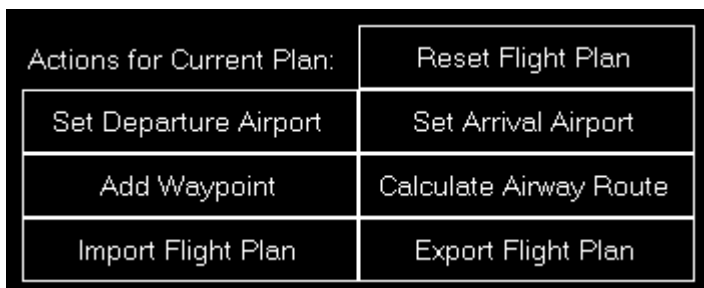 Actions for Current Plan:
Reset Flight Plan
Set Departure Airport
Set Arrival Airport
Add Waypoint
Calculate Airway Route
Import Flight Plan
Export Flight Plan